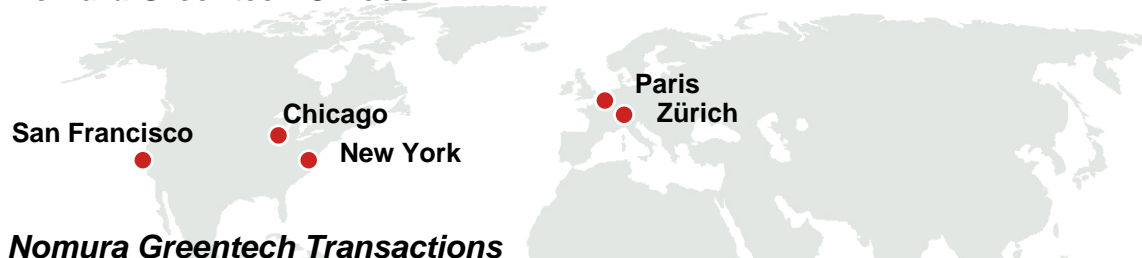 Paris
Zürich
Chicago
San Francisco
New York
Nomura Greentech Transactions